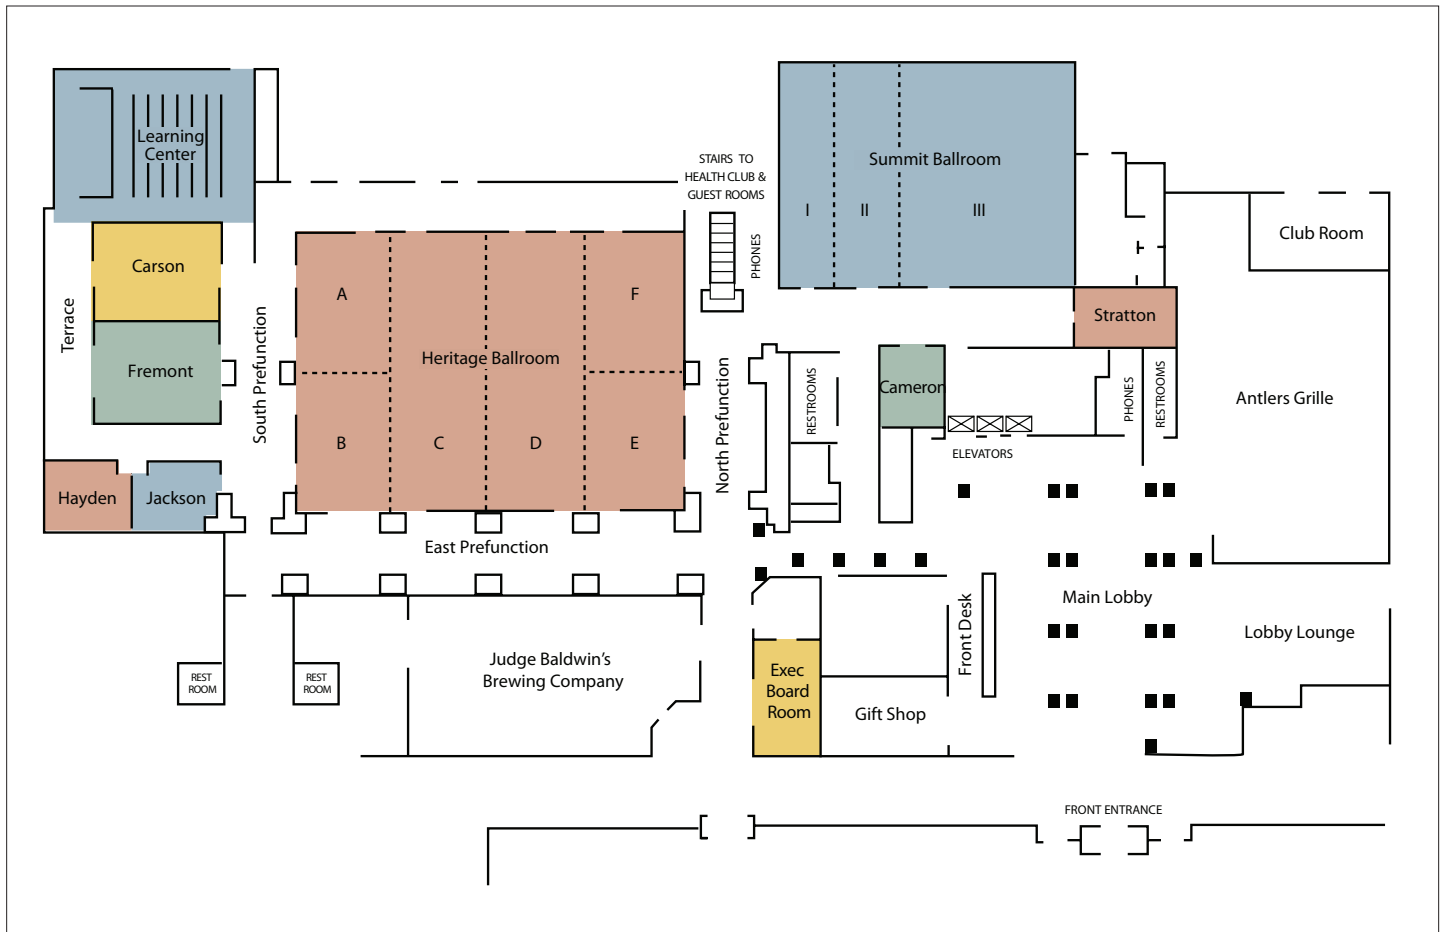 Learning
Center
STAIRS TO
HEALTH CLUB &
GUEST ROOMS
Summit Ballroom
I
II
III
PHONES
Club Room
Carson
Terrace
Fremont
South Prefunction
A
F
Heritage Ballroom
B
C
D
E
North Prefunction
RESTROOMS
Cameron
Stratton
PHONES
RESTROOMS
Antlers Grille
ELEVATORS
Hayden
Jackson
East Prefunction
Main Lobby
Front Desk
Lobby Lounge
REST
ROOM
REST
ROOM
Judge Baldwin’s
Brewing Company
Exec
Board
Room
Gift Shop
FRONT ENTRANCE